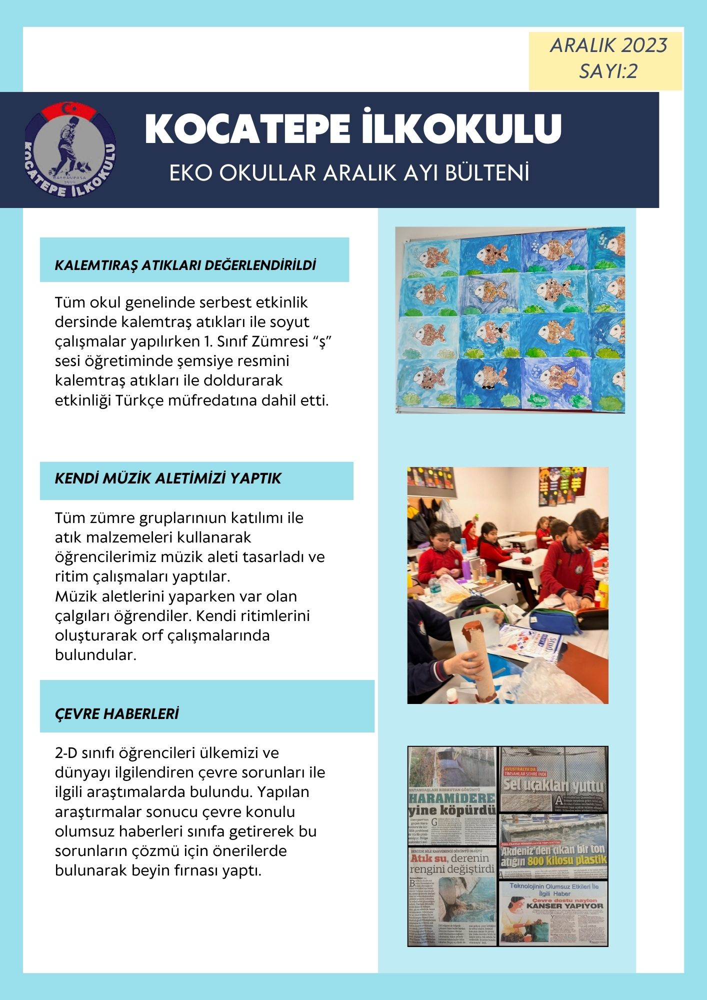 ARALIK 2023
SAYI:2
KOCATEPE İLKOKULU
EKO OKULLAR ARALIK AYI BÜLTENİ
BAYRAMPAŞA
1999
KOCATEPE İLKOKULU
KALEMTIRAŞ ATIKLARI DEĞERLENDİRİLDİ
Tüm okul genelinde serbest etkinlik
dersinde kalemtraş atıkları ile soyut
çalışmalar yapılırken 1. Sınıf Zümresi “ş”
sesi öğretiminde şemsiye resmini
kalemtraş atıkları ile doldurarak
etkinliği Türkçe müfredatına dahil etti.
KENDİ MÜZİK ALETİMİZİ YAPTIK
Tüm zümre gruplarınıun katılımı ile
atık malzemeleri kullanarak
öğrencilerimiz müzik aleti tasarladı ve
ritim çalışmaları yaptılar.
Müzik aletlerini yaparken var olan
çalgıları öğrendiler. Kendi ritimlerini
oluşturarak orf çalışmalarında
bulundular.
ÇEVRE HABERLERİ
2-D sınıfı öğrencileri ülkemizi ve
dünyayı ilgilendiren çevre sorunları ile
ilgili araştımalarda bulundu. Yapılan
araştırmalar sonucu çevre konulu
olumsuz haberleri sınıfa getirerek bu
sorunların çözmü için önerilerde
bulunarak beyin fırnası yaptı.
VATANDAŞLARI KORKUTAN GÖRÜNTÜ
HARAMİDERE
yine köpürdü
AVUSTRALYA'DA
TİMSAHLAR ŞEHRE İNDİ
Sel uçakları yuttu
ÖZEL FİLEYLE MİKROPLASTİK TOPLANIYOR
Akdeniz'den çıkan bir ton
atığın 800 kilosu plastik
DENİZDE BİLE KAHVERENGİ GÖRÜNTÜ OLUŞTU
Atık su, derenin
rengini değiştirdi
Teknolojinin Olumsuz Etkileri İle
İlgili Haber
Çevre dostu naylon
KANSER YAPIYOR